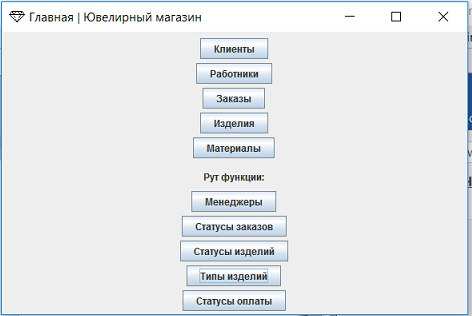 Главная | Ювелирный магазин
Клиенты
Работники
Заказы
Изделия
Материалы
Рут функции:
Менеджеры
Статусы заказов
Статусы изделий
Типы изделий
Статусы оплаты